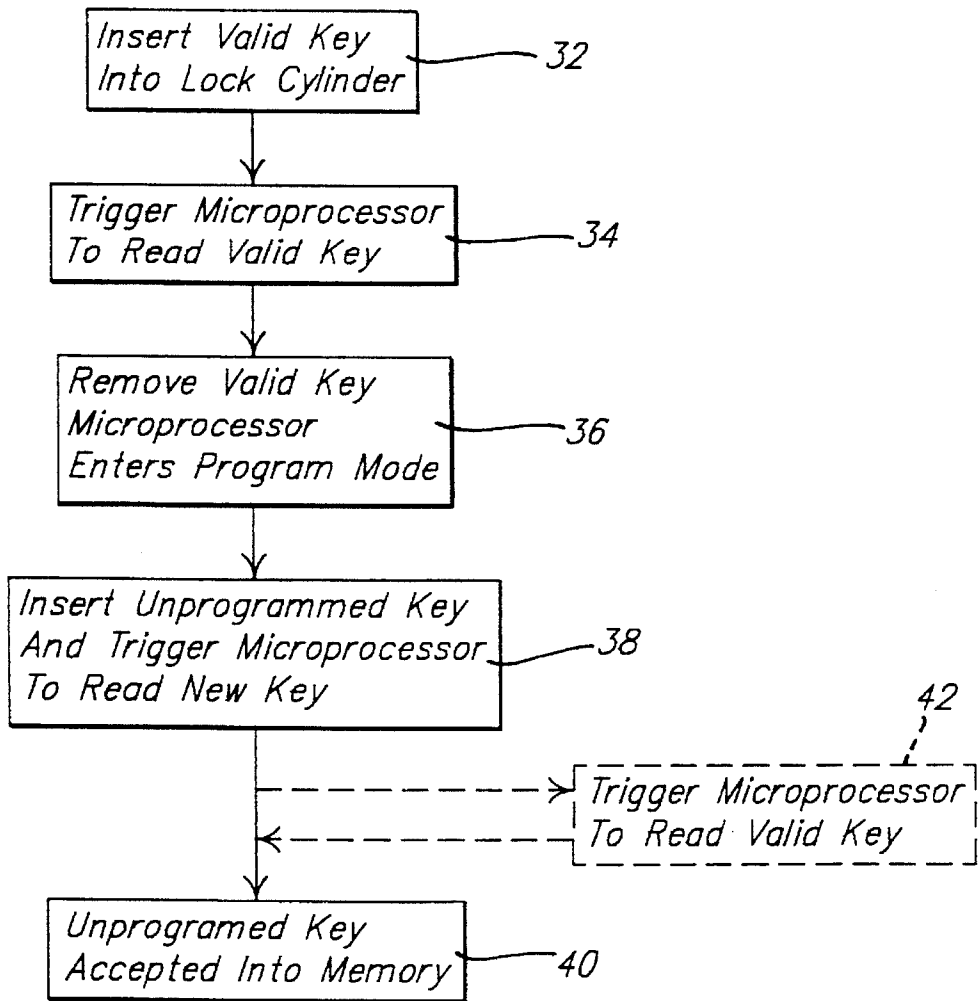 Insert Valid Key
Into Lock Cylinder
32
Trigger Microprocessor
To Read Valid Key
34
Remove Valid Key
Microprocessor
Enters Program Mode
36
Insert Unprogrammed Key
And Trigger Microprocessor
To Read New Key
38
42
Trigger Microprocessor
To Read Valid Key
Unprogramed Key
Accepted Into Memory
40